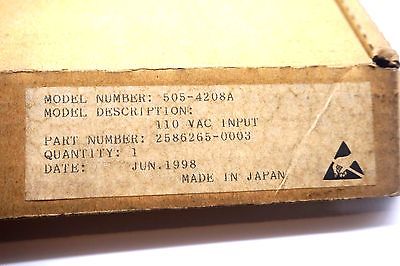 MODEL NUMBER: 505-4208A
MODEL DESCRIPTION:
110 VAC INPUT
PART NUMBER: 2586265-0003
QUANTITY: 1
DATE: JUN.1998
MADE IN JAPAN